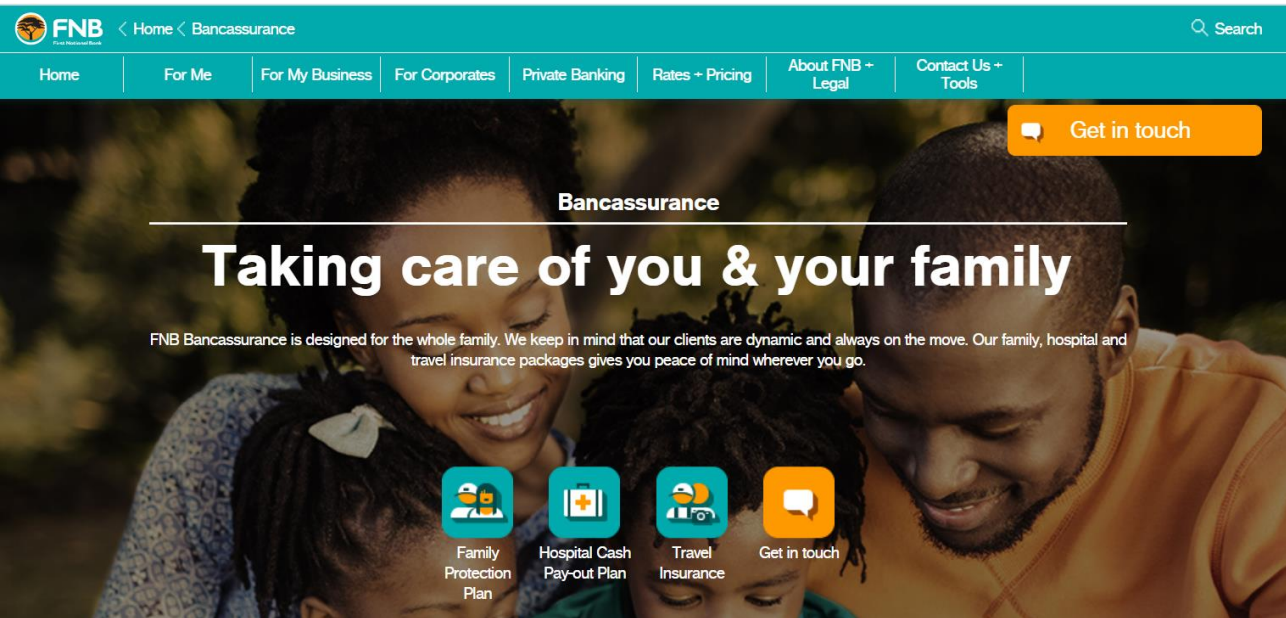 FNB
First National Bank
Home
Bancassurance
Search
Home
For Me
For My Business
For Corporates
Private Banking
Rates + Pricing
About FNB +
Legal
Contact Us +
Tools
Get in touch
Bancassurance
Taking care of you & your family
FNB Bancassurance is designed for the whole family. We keep in mind that our clients are dynamic and always on the move. Our family, hospital and
travel insurance packages gives you peace of mind wherever you go.
Family
Protection
Plan
Hospital Cash
Pay-out Plan
Travel
Insurance
Get in touch